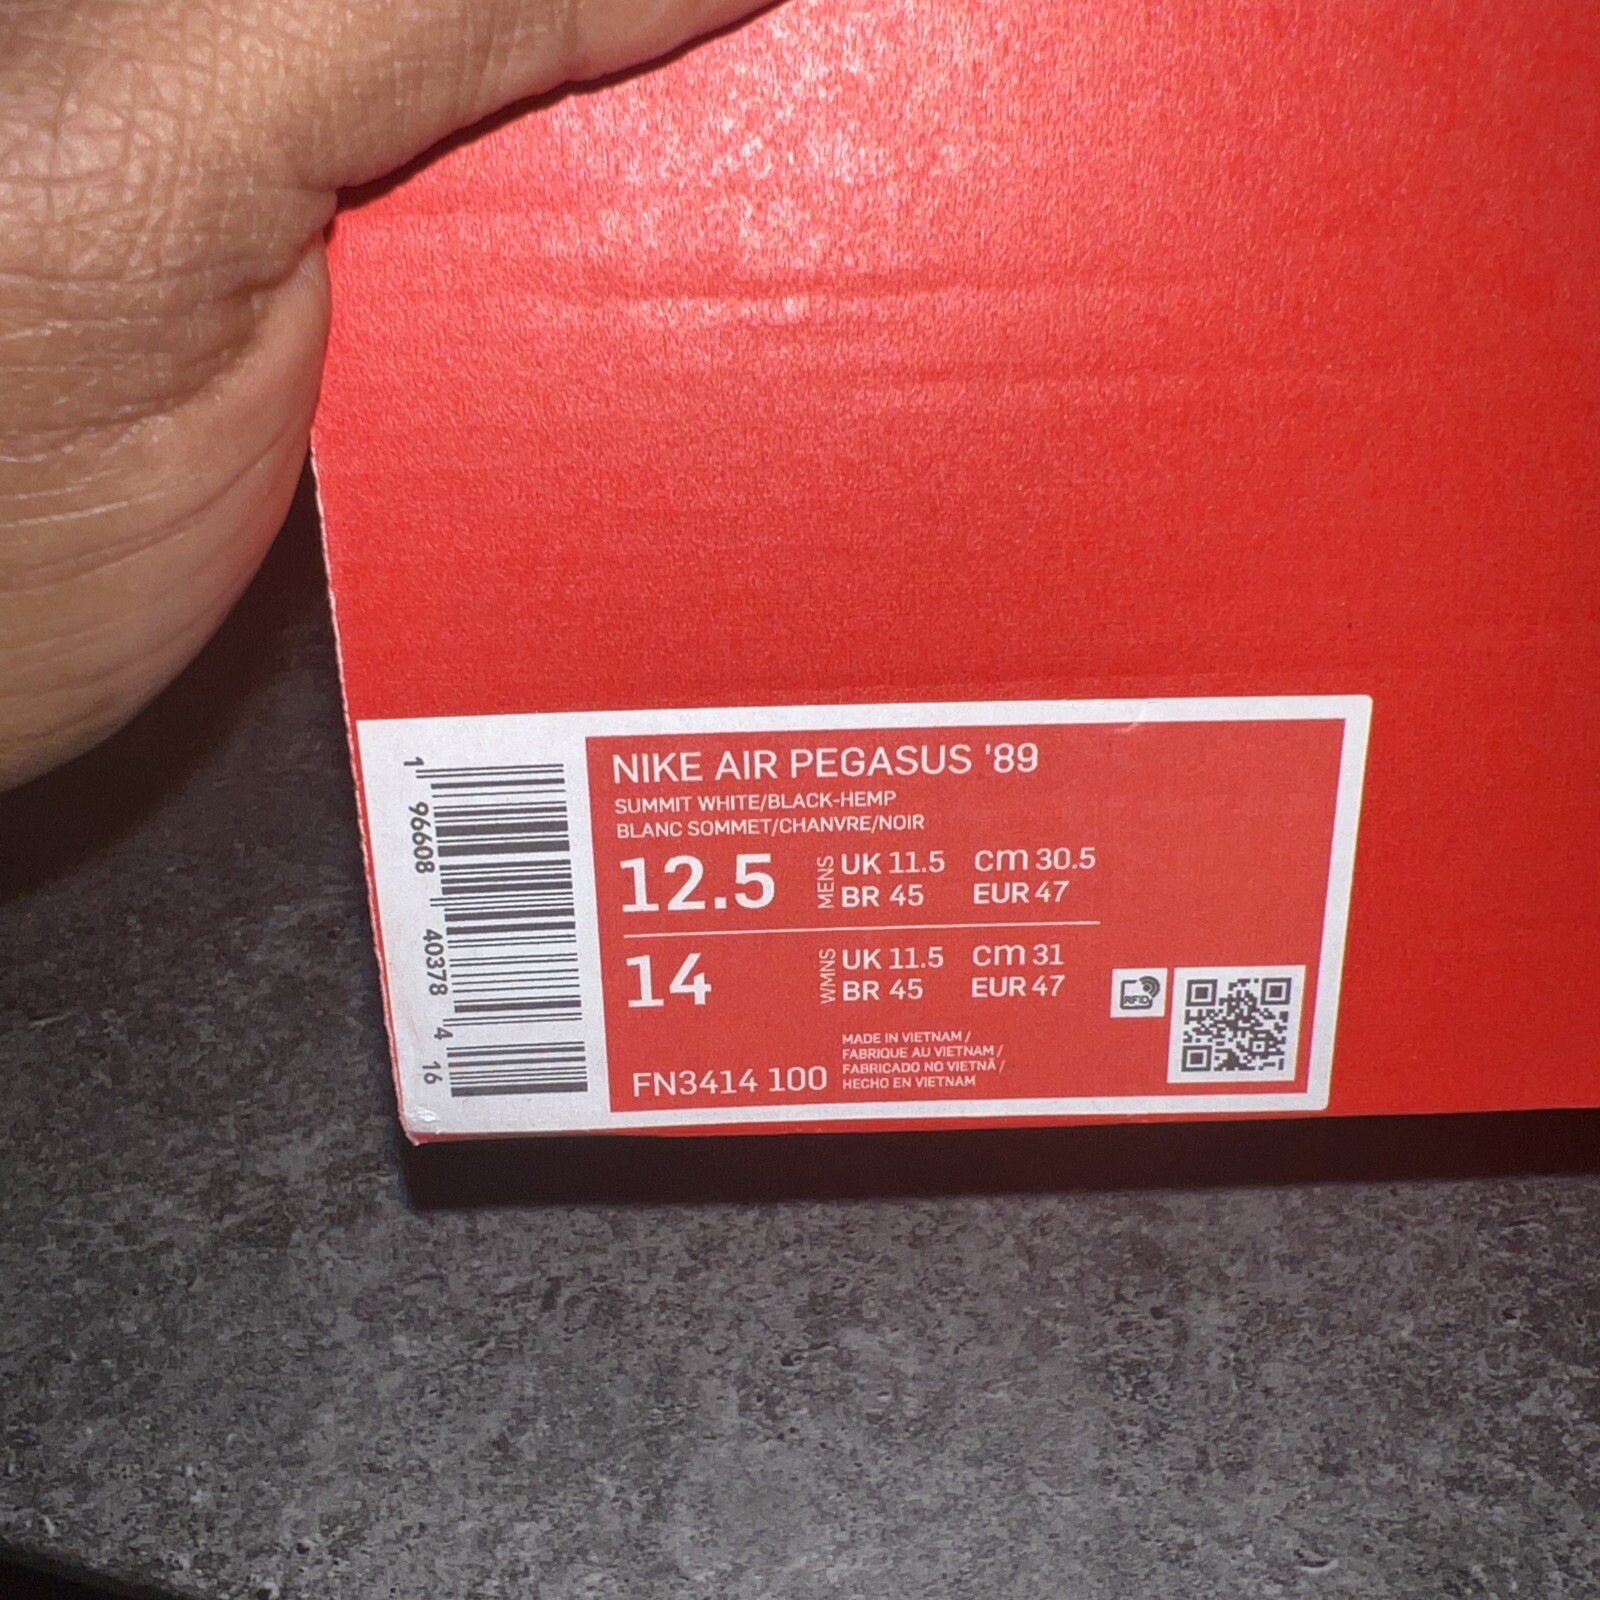 NIKE AIR PEGASUS '89
SUMMIT WHITE/BLACK-HEMP
BLANC SOMMET/CHANVRE/NOIR
12.5 MENS UK 11.5 cm 30.5
BR 45 EUR 47
14 WMNS UK 11.5 cm 31
BR 45 EUR 47
RFID
FN3414 100
MADE IN VIETNAM /
FABRIQUE AU VIETNAM /
FABRICADO NO VIETNÃ /
HECHO EN VIETNAM
1 96608 40378 4 16